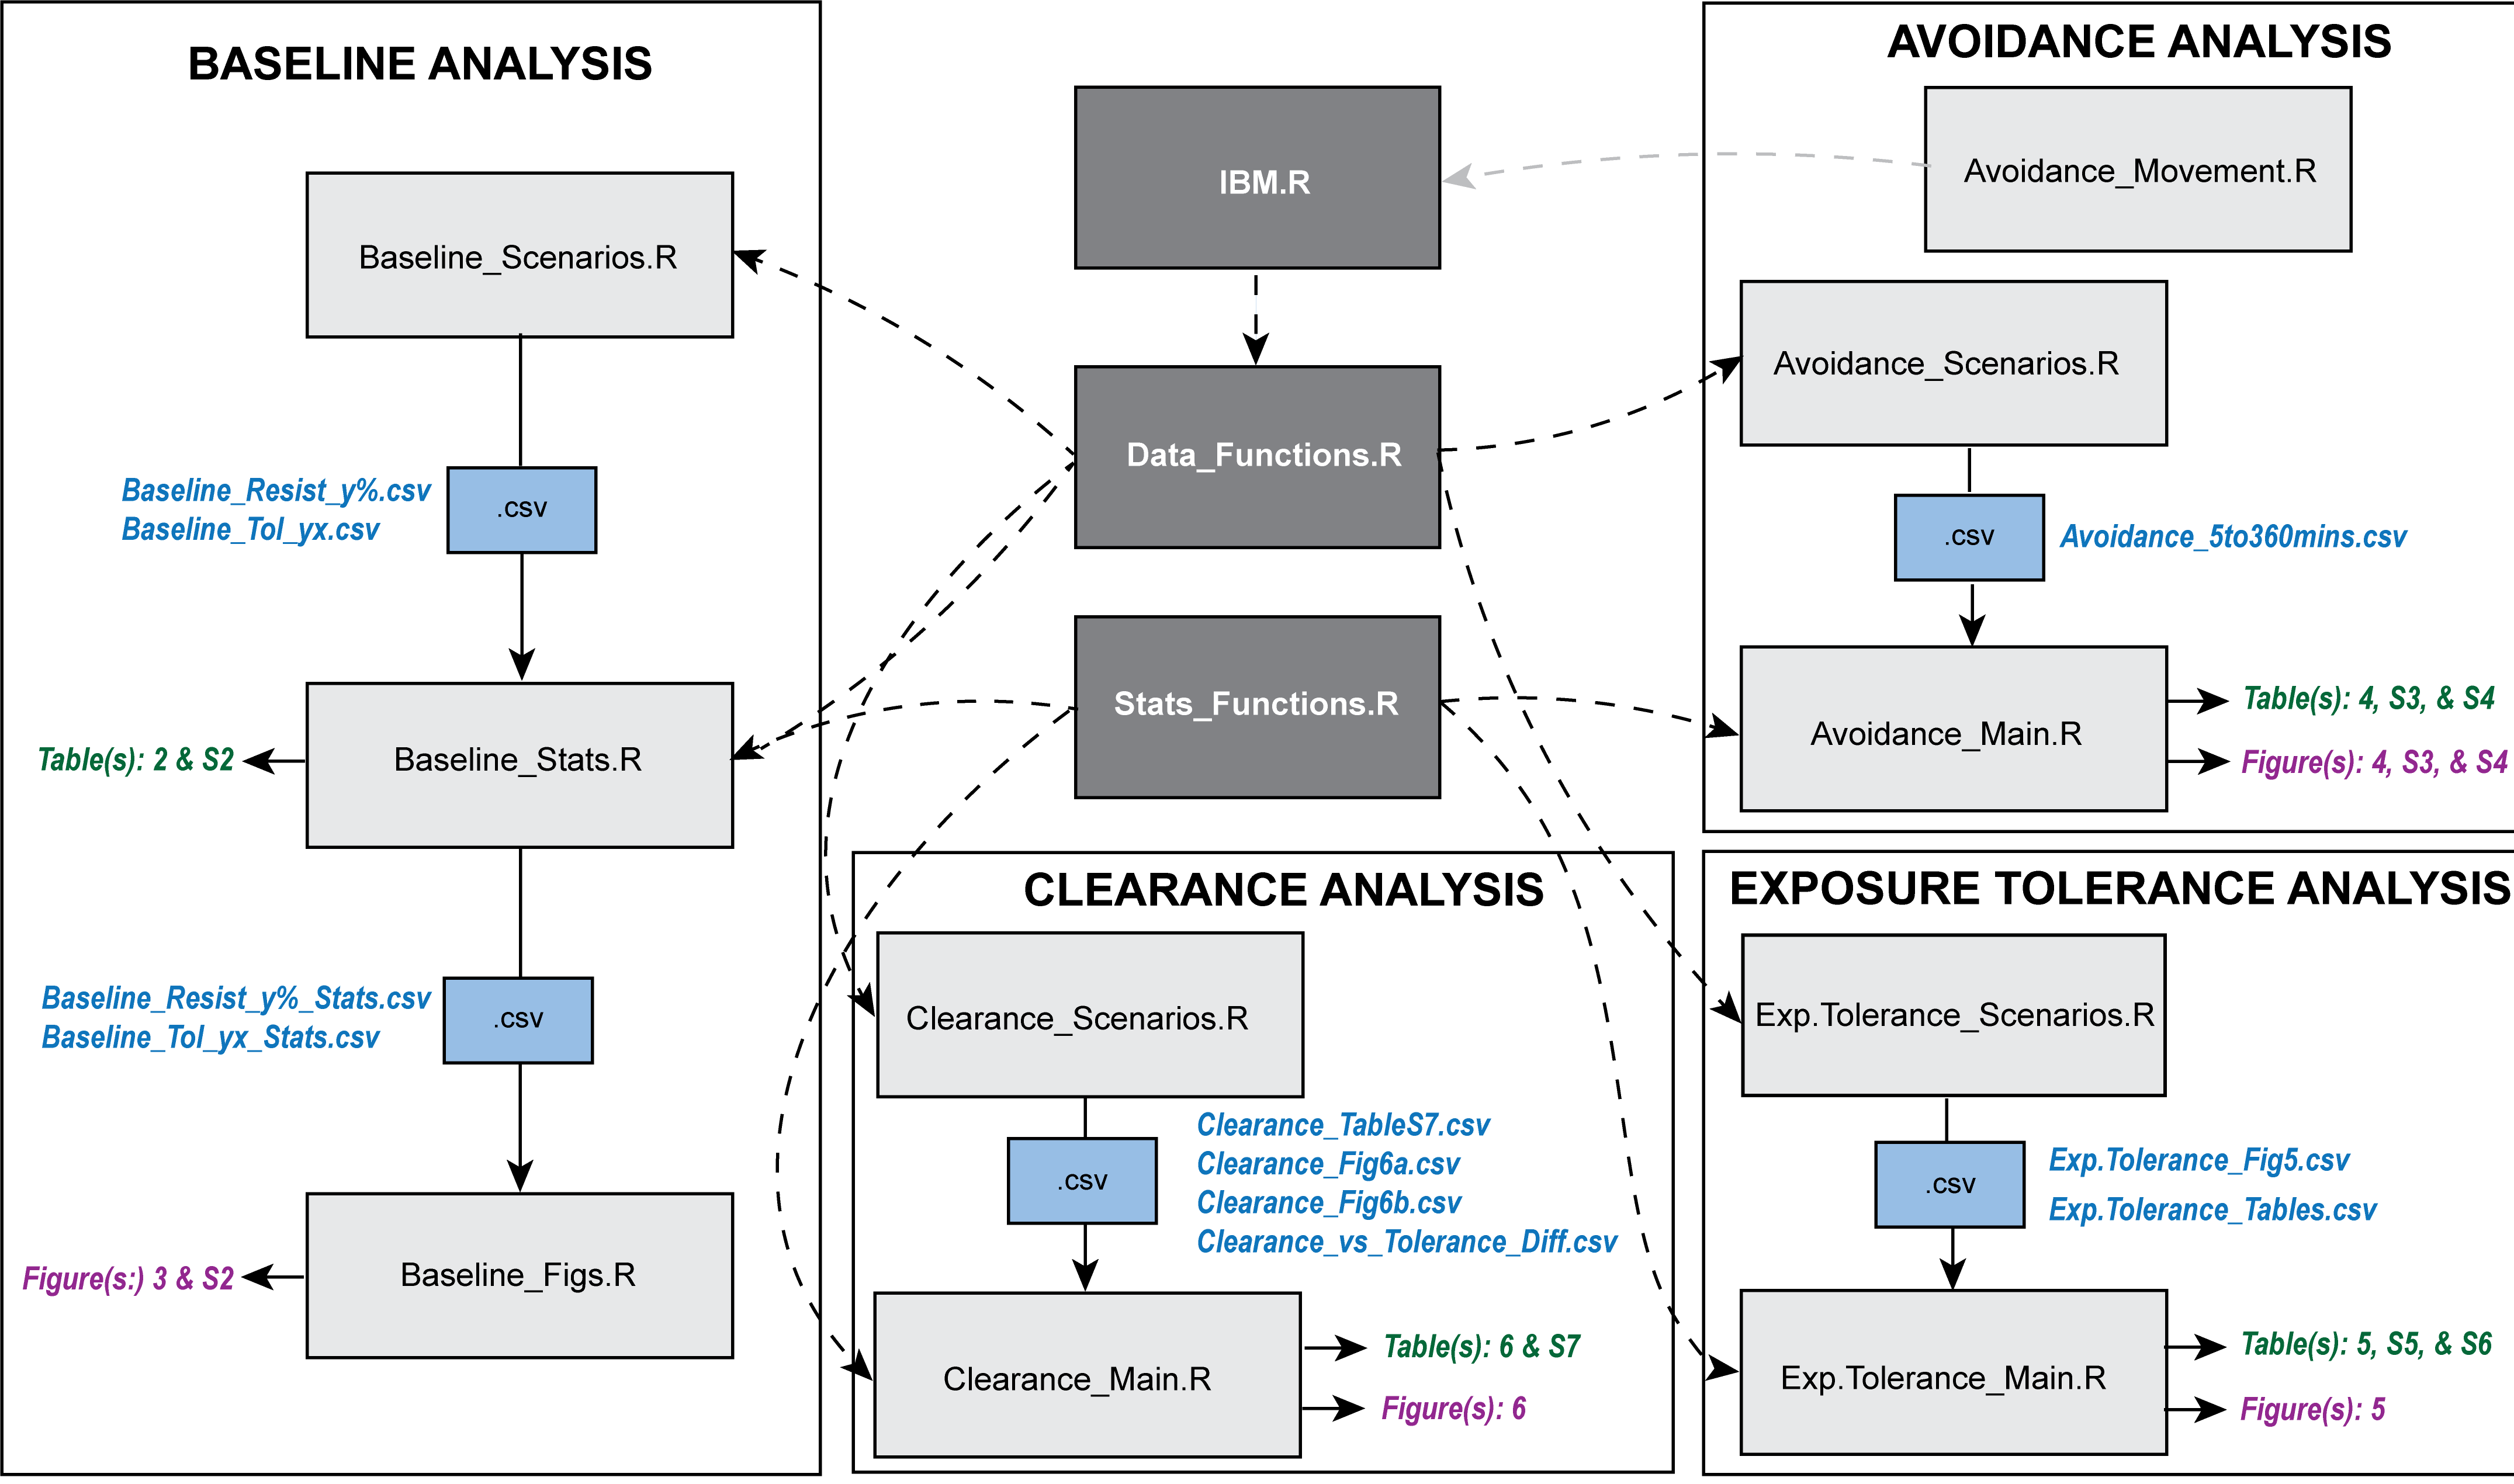 BASELINE ANALYSIS
Baseline_Scenarios.R
Baseline_Resist_y%.csv
Baseline_Tol_yx.csv
.csv
Baseline_Stats.R
Table(s): 2 & S2
Baseline_Resist_y%_Stats.csv
Baseline_Tol_yx_Stats.csv
.csv
Baseline_Figs.R
Figure(s:) 3 & S2
IBM.R
Data_Functions.R
Stats_Functions.R
AVOIDANCE ANALYSIS
Avoidance_Movement.R
Avoidance_Scenarios.R
.csv
Avoidance_5to360mins.csv
Avoidance_Main.R
Table(s): 4, S3, & S4
Figure(s): 4, S3, & S4
CLEARANCE ANALYSIS
Clearance_Scenarios.R
.csv
Clearance_TableS7.csv
Clearance_Fig6a.csv
Clearance_Fig6b.csv
Clearance_vs_Tolerance_Diff.csv
Clearance_Main.R
Table(s): 6 & S7
Figure(s): 6
EXPOSURE TOLERANCE ANALYSIS
Exp.Tolerance_Scenarios.R
.csv
Exp.Tolerance_Fig5.csv
Exp.Tolerance_Tables.csv
Exp.Tolerance_Main.R
Table(s): 5, S5, & S6
Figure(s): 5